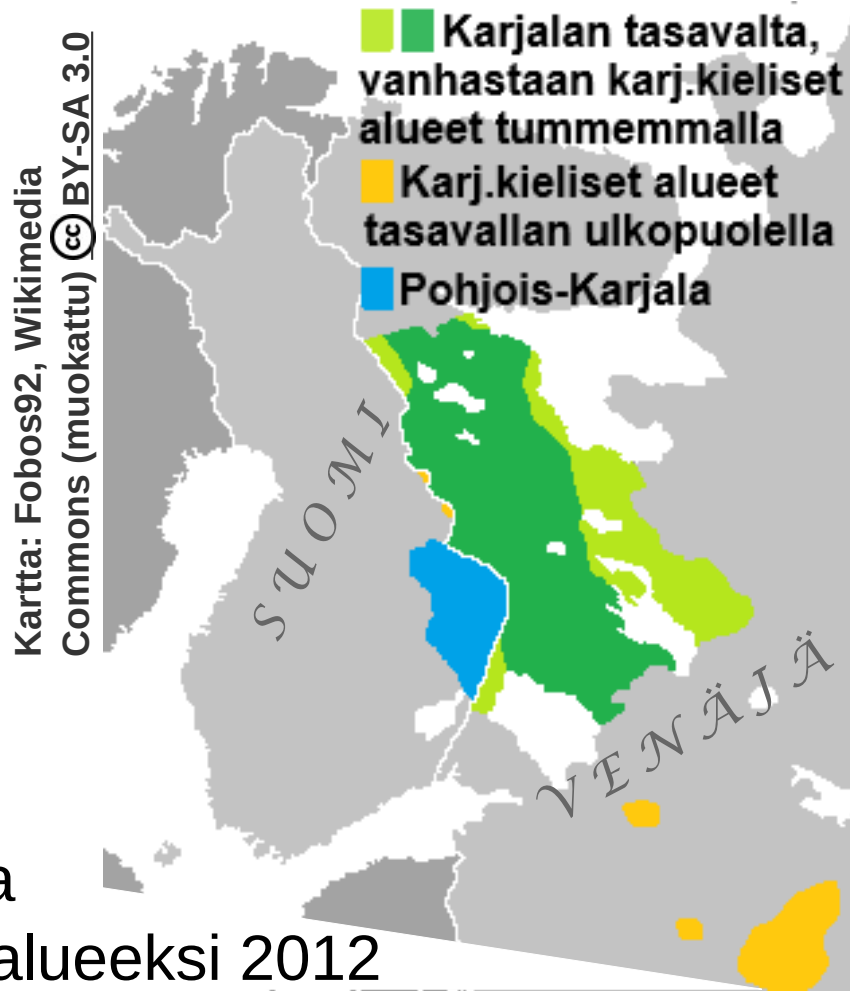 Karjalan tasavalta,
vanhastaan karj.kieliset
alueet tummemmalla
Karj.kieliset alueet
tasavallan ulkopuolella
Pohjois-Karjala
Kartta: Fobos92, Wikimedia
Commons (muokattu) cc BY-SA 3.0
SUOMI
VENÄJÄ
a
alueeksi 2012